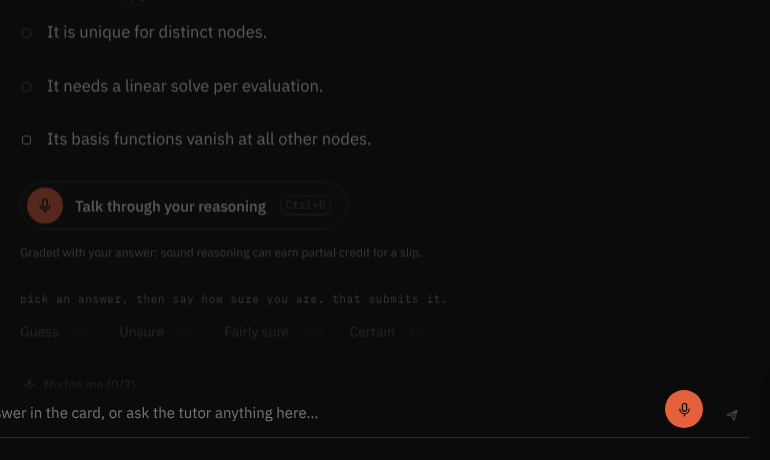 It is unique for distinct nodes.
It needs a linear solve per evaluation.
Its basis functions vanish at all other nodes.
Talk through your reasoning Ctrl+D
Graded with your answer: sound reasoning can earn partial credit for a slip.
pick an answer, then say how sure you are. that submits it.
Guess Unsure Fairly sure Certain
Nudge me (0/3)
swer in the card, or ask the tutor anything here...